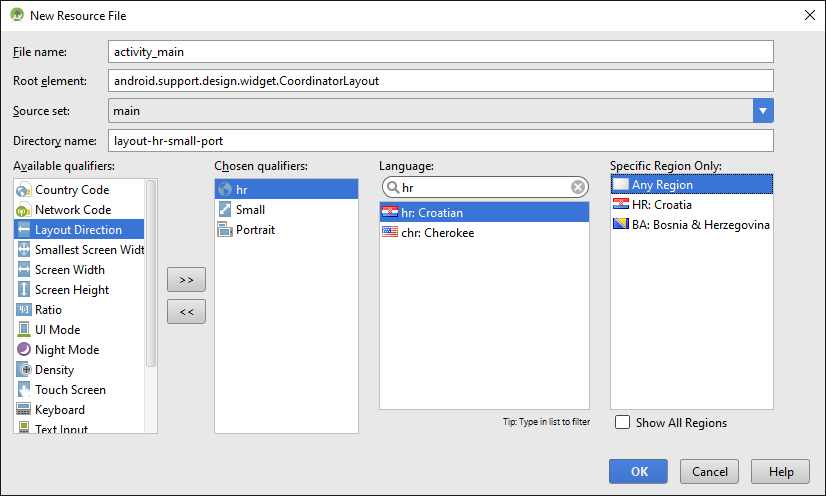 New Resource File
File name:
activity_main
Root element:
android.support.design.widget.CoordinatorLayout
Source set:
main
Directory name:
layout-hr-small-port
Available qualifiers:
Country Code
Network Code
Layout Direction
Smallest Screen Widt
Screen Width
Screen Height
Ratio
UI Mode
Night Mode
Density
Touch Screen
Keyboard
Text Input
>>
<<
Chosen qualifiers:
hr
Small
Portrait
Language:
hr
hr: Croatian
chr: Cherokee
Tip: Type in list to filter
Specific Region Only:
Any Region
HR: Croatia
BA: Bosnia & Herzegovina
Show All Regions
OK
Cancel
Help